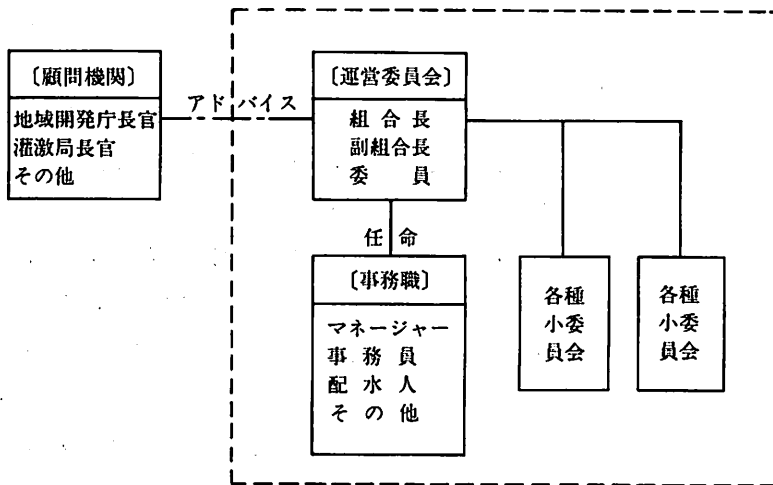 〔顧問機関〕
地域開発庁長官
灌漑局長官
その他
アドバイス
〔運営委員会〕
組合長
副組合長
委員
任命
〔事務職〕
マネージャー
事務員
配水人
その他
各種
小委
員会
各種
小委
員会